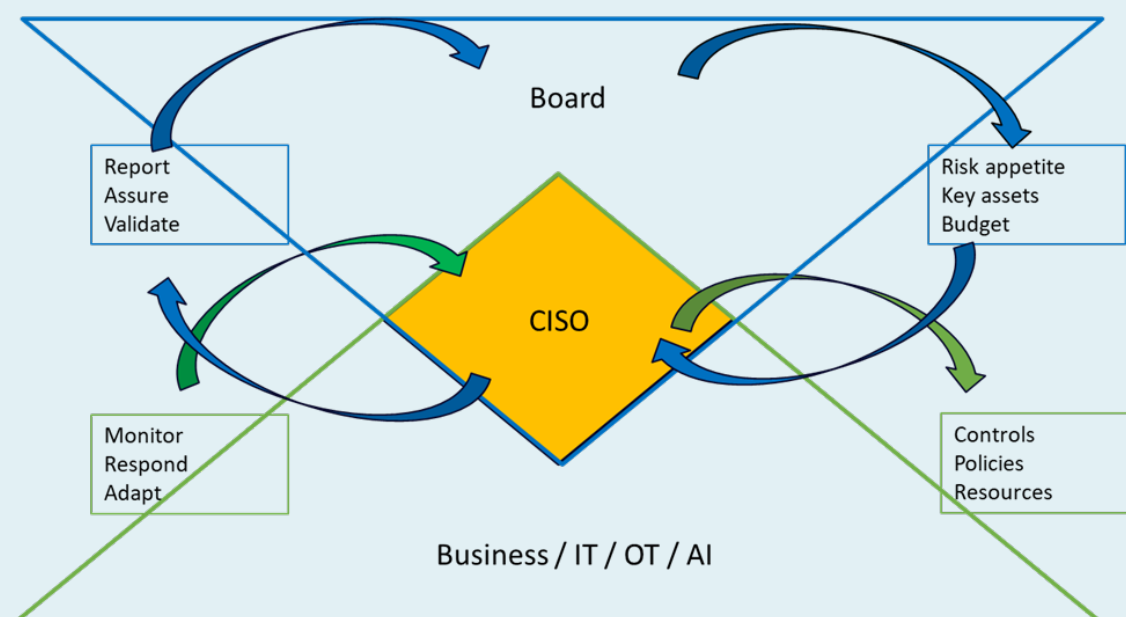 Board
Report
Assure
Validate
Risk appetite
Key assets
Budget
CISO
Monitor
Respond
Adapt
Controls
Policies
Resources
Business / IT / OT / AI